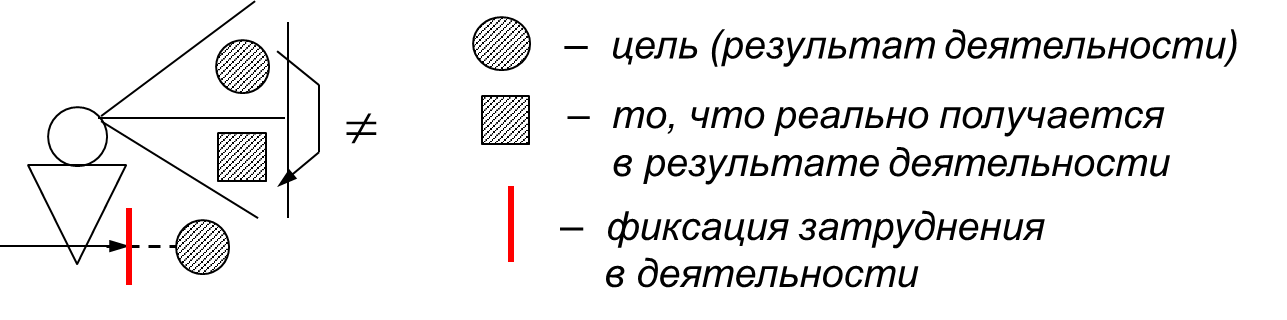 – цель (результат деятельности)
≠
– то, что реально получается
в результате деятельности
– фиксация затруднения
в деятельности